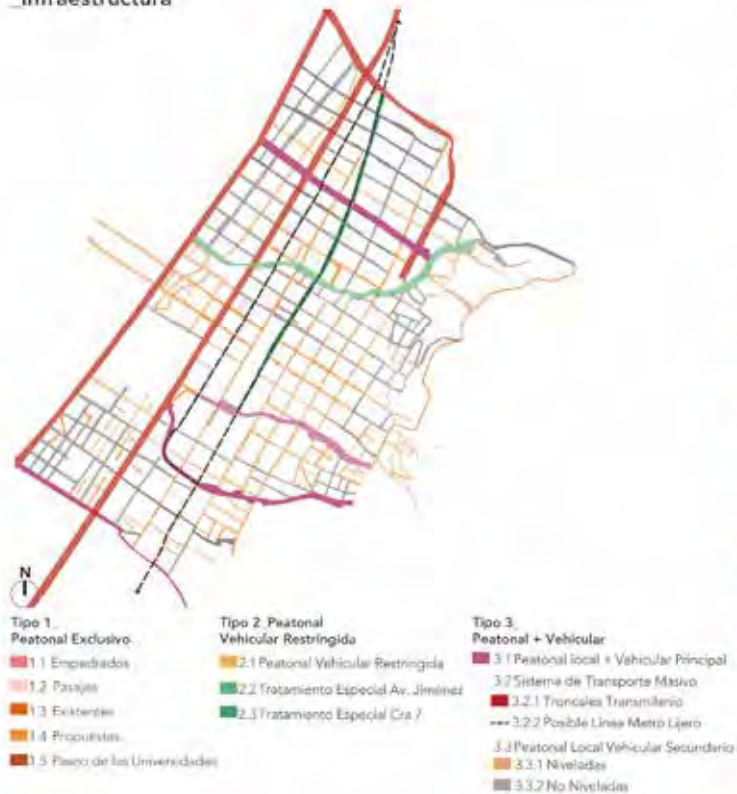 _infraestructura
N
Tipo 1_
Peatonal Exclusivo
1.1 Empedrados
1.2 Pasajes
1.3 Existentes
1.4 Propuestas
1.5 Paseo de las Universidades
Tipo 2_Peatonal
Vehicular Restringida
2.1 Peatonal Vehicular Restringida
2.2 Tratamiento Especial Av. Jiménez
2.3 Tratamiento Especial Cra 7
Tipo 3_
Peatonal + Vehicular
3.1 Peatonal local + Vehicular Principal
3.2 Sistema de Transporte Masivo
3.2.1 Troncales Transmilenio
3.2.2 Posible Línea Metro Lijero
3.3 Peatonal Local Vehicular Secundario
3.3.1 Niveladas
3.3.2 No Niveladas